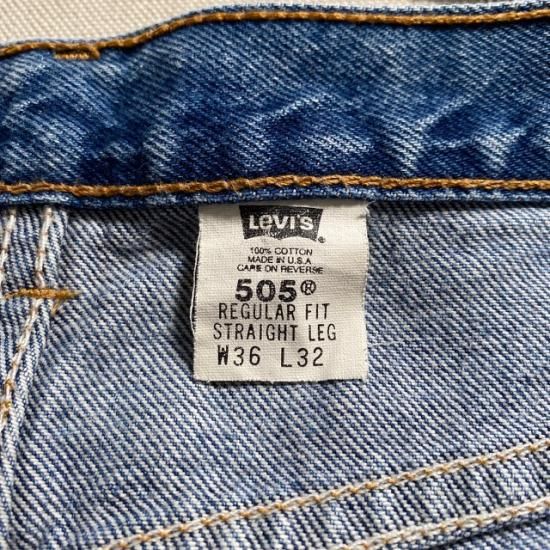 Levi's®
100% COTTON
MADE IN U.S.A
CARE ON REVERSE
505®
REGULAR FIT
STRAIGHT LEG
W36 L32